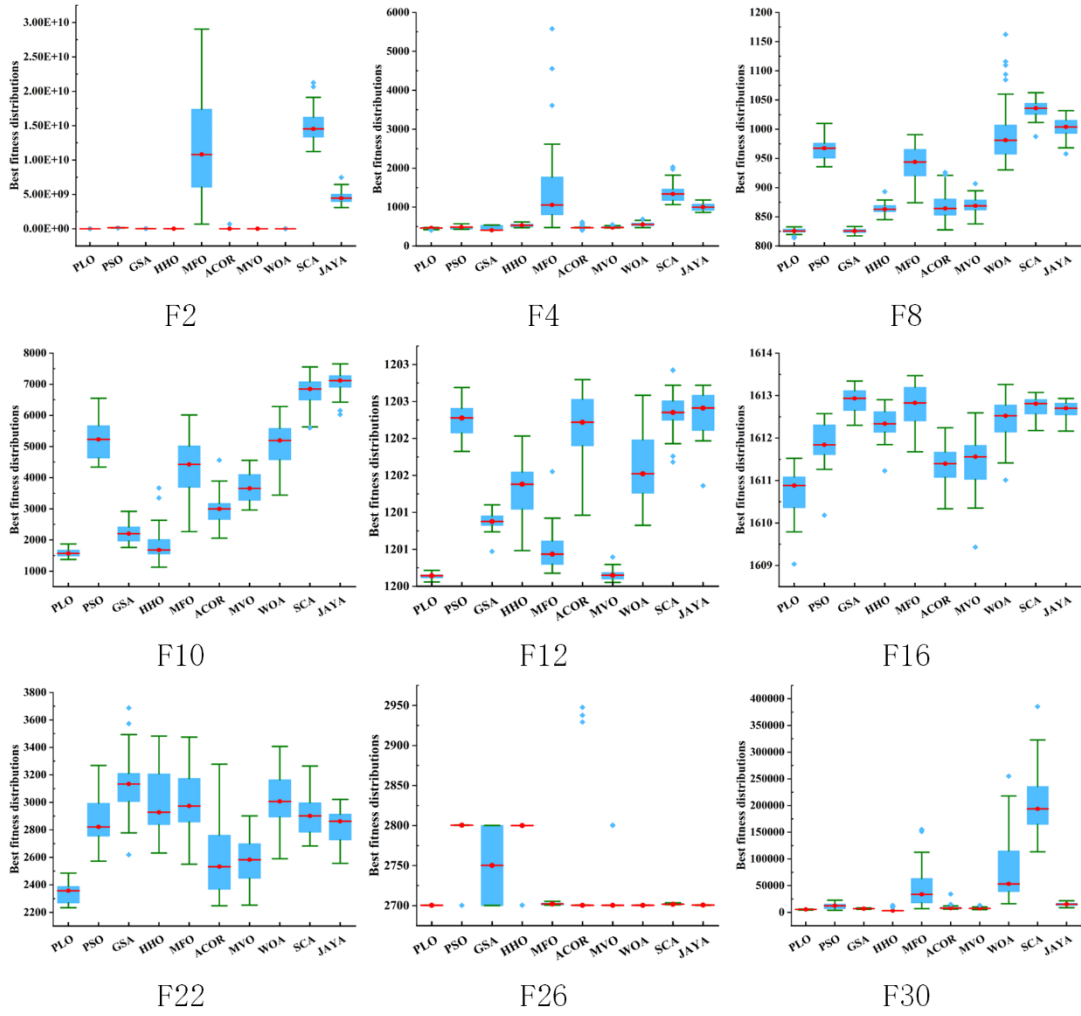 Best fitness distributions
3.00E+10
2.50E+10
2.00E+10
1.50E+10
1.00E+10
5.00E+09
0.00E+00
PLO PSO GSA HHO MFO ACOR MVO WOA SCA JAYA
F2
Best fitness distributions
6000
5000
4000
3000
2000
1000
0
PLO PSO GSA HHO MFO ACOR MVO WOA SCA JAYA
F4
Best fitness distributions
1200
1150
1100
1050
1000
950
900
850
800
PLO PSO GSA HHO MFO ACOR MVO WOA SCA JAYA
F8
Best fitness distributions
8000
7000
6000
5000
4000
3000
2000
1000
PLO PSO GSA HHO MFO ACOR MVO WOA SCA JAYA
F10
Best fitness distributions
1203
1203
1202
1202
1201
1201
1200
PLO PSO GSA HHO MFO ACOR MVO WOA SCA JAYA
F12
Best fitness distributions
1614
1613
1612
1611
1610
1609
PLO PSO GSA HHO MFO ACOR MVO WOA SCA JAYA
F16
Best fitness distributions
3800
3600
3400
3200
3000
2800
2600
2400
2200
PLO PSO GSA HHO MFO ACOR MVO WOA SCA JAYA
F22
Best fitness distributions
2950
2900
2850
2800
2750
2700
PLO PSO GSA HHO MFO ACOR MVO WOA SCA JAYA
F26
Best fitness distributions
400000
350000
300000
250000
200000
150000
100000
50000
0
PLO PSO GSA HHO MFO ACOR MVO WOA SCA JAYA
F30